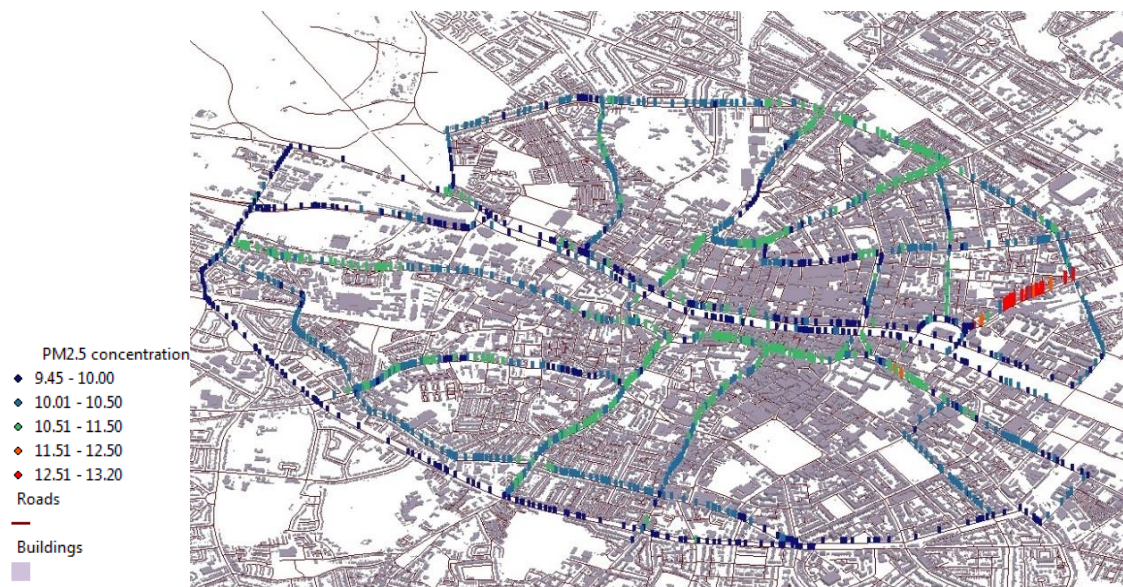 PM2.5 concentration
9.45 - 10.00
10.01 - 10.50
10.51 - 11.50
11.51 - 12.50
12.51 - 13.20
Roads
Buildings